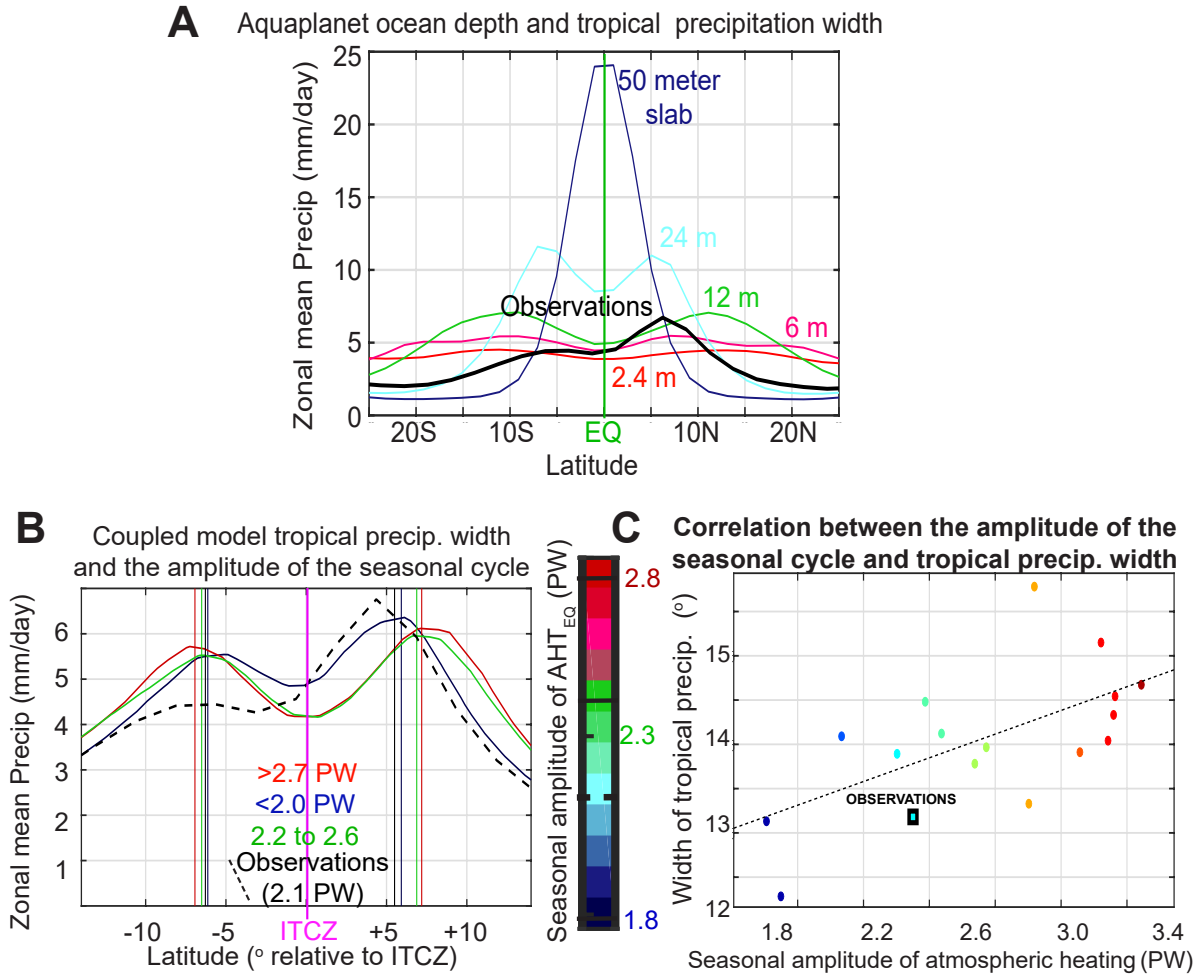 A
Aquaplanet ocean depth and tropical precipitation width
Zonal mean Precip (mm/day)
25
20
15
10
5
0
50 meter
slab
24 m
Observations
12 m
6 m
2.4 m
20S
10S
EQ
10N
20N
Latitude
B
Coupled model tropical precip. width
and the amplitude of the seasonal cycle
Zonal mean Precip (mm/day)
6
5
4
3
2
1
>2.7 PW
<2.0 PW
2.2 to 2.6
Observations
(2.1 PW)
-10
-5
ITCZ
+5
+10
Latitude (o relative to ITCZ)
Seasonal amplitude of AHTEQ (PW)
2.8
2.3
1.8
C
Correlation between the amplitude of the
seasonal cycle and tropical precip. width
Width of tropical precip. (o)
15
14
13
12
OBSERVATIONS
1.8
2.2
2.6
3.0
3.4
Seasonal amplitude of atmospheric heating (PW)